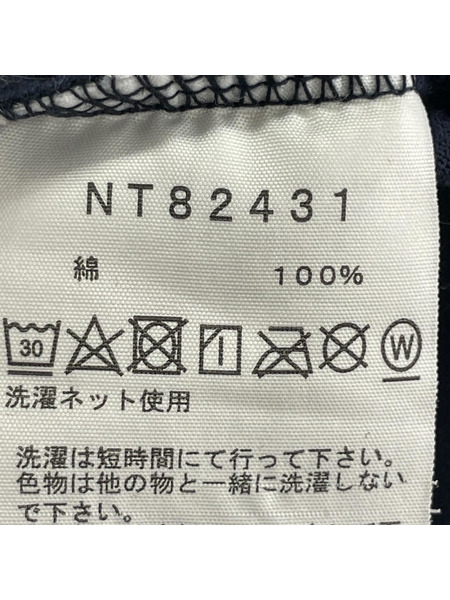 NT82431
綿 100%
30 W
洗濯ネット使用
洗濯は短時間にて行って下さい。
色物は他の物と一緒に洗濯しない
で下さい。